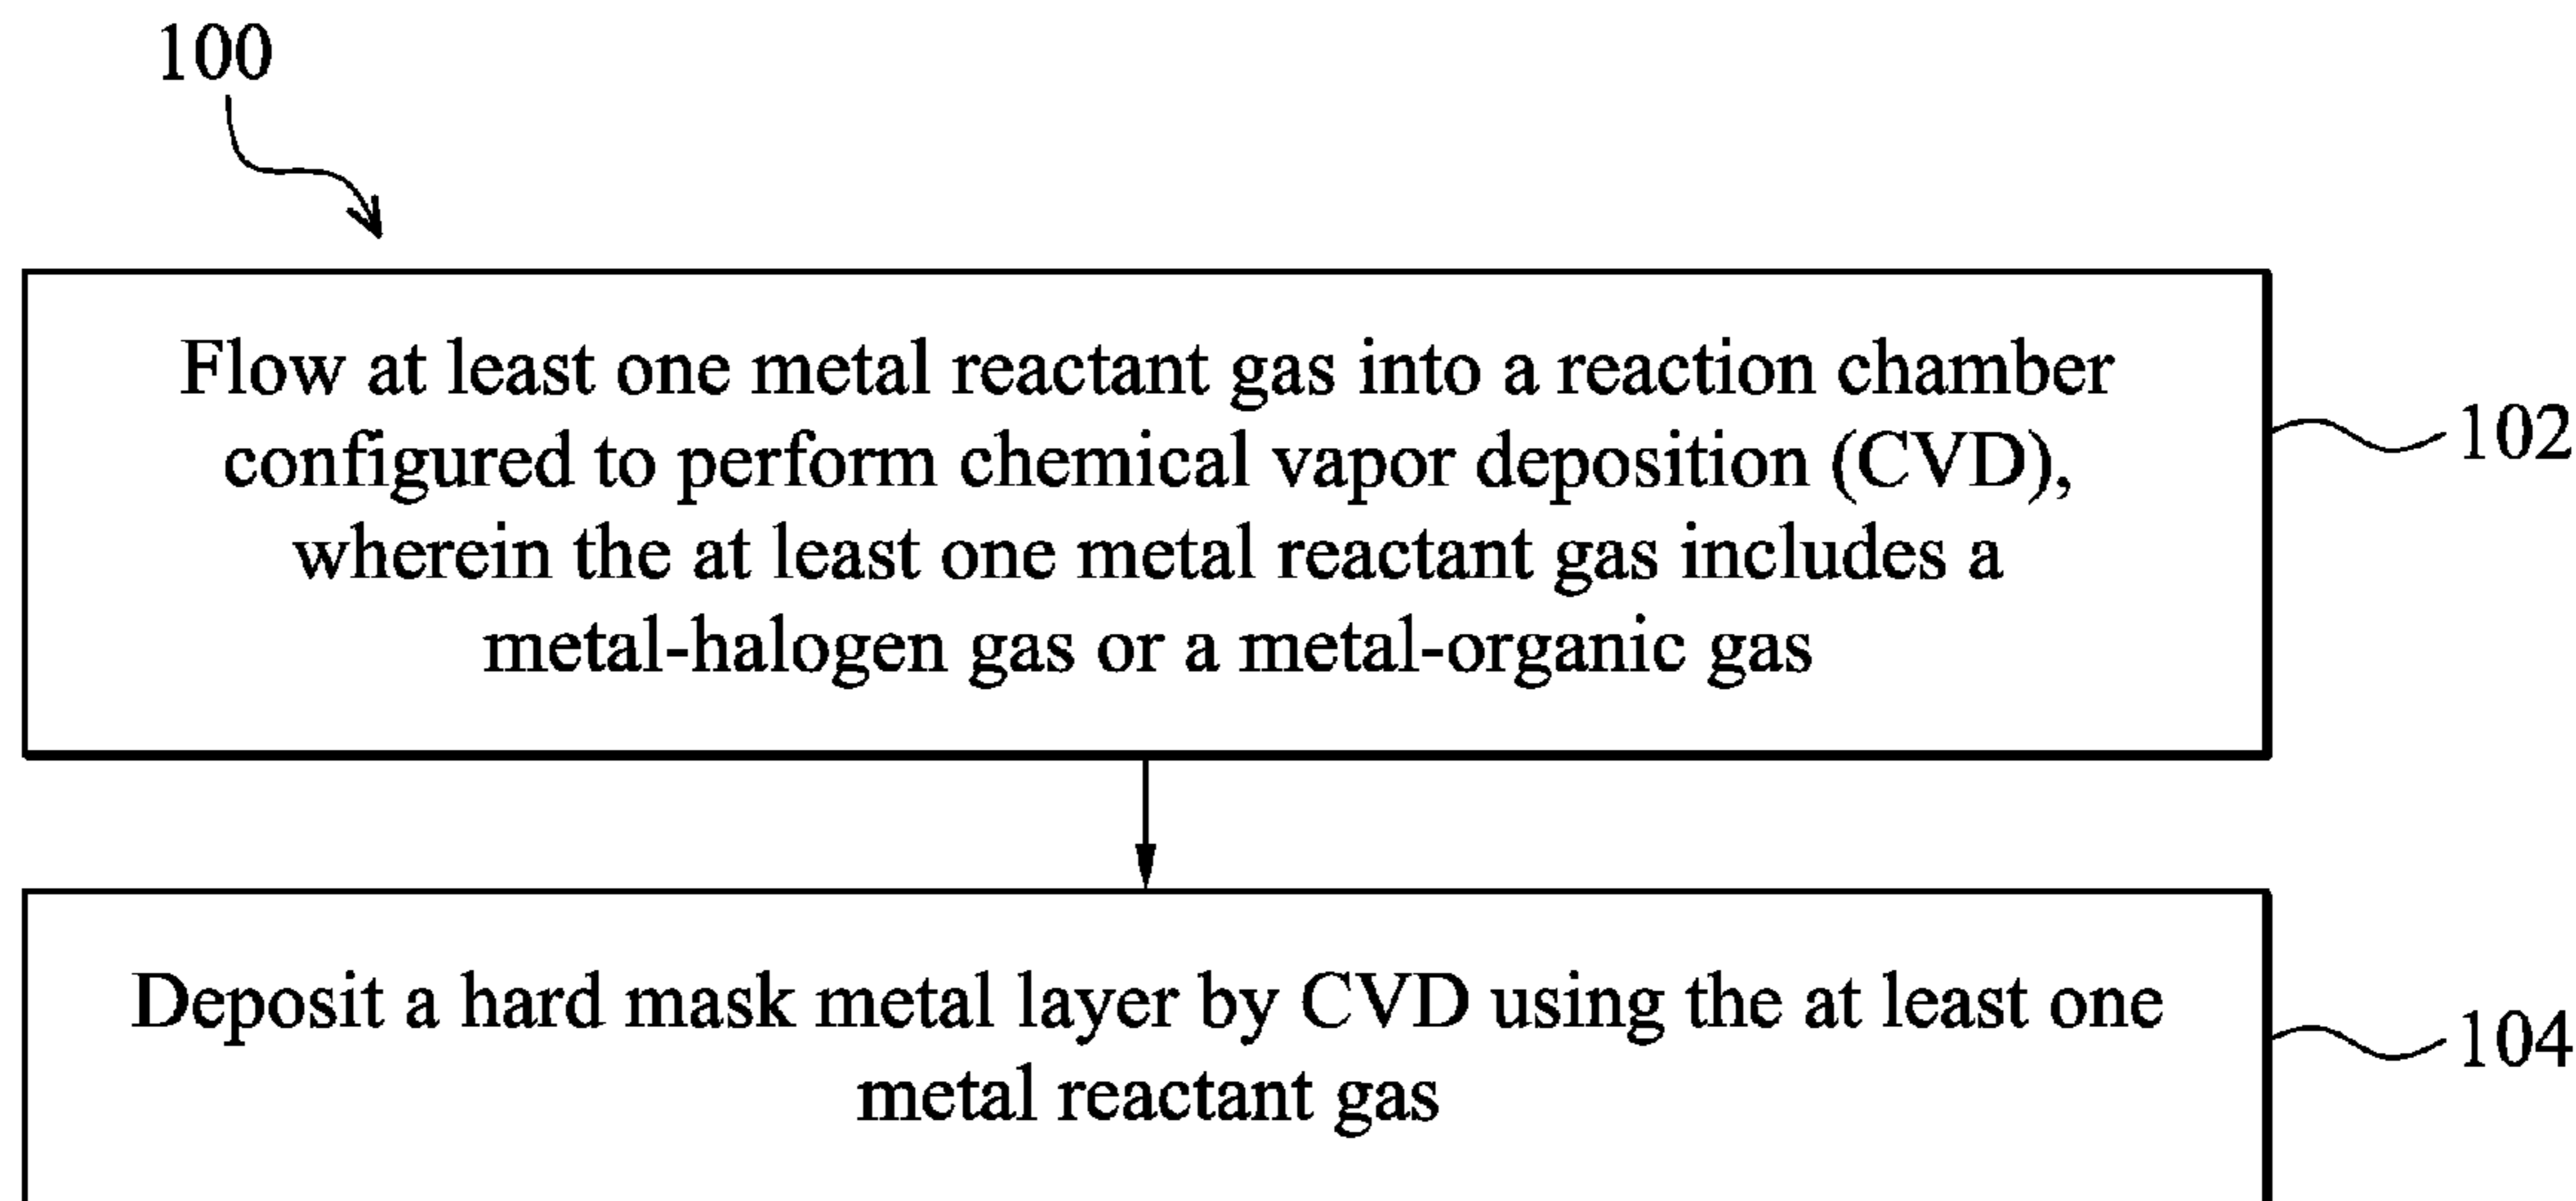 100
Flow at least one metal reactant gas into a reaction chamber
configured to perform chemical vapor deposition (CVD),
wherein the at least one metal reactant gas includes a
metal-halogen gas or a metal-organic gas
102
Deposit a hard mask metal layer by CVD using the at least one
metal reactant gas
104